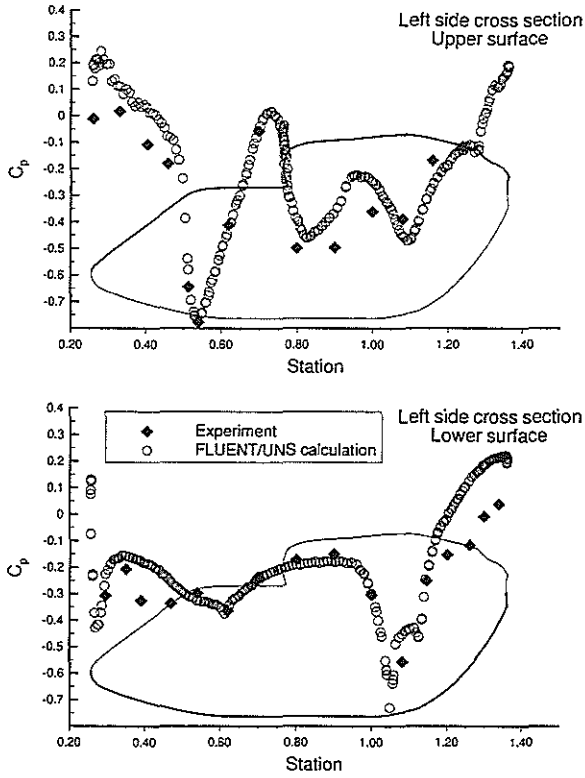 Left side cross section
Upper surface
0.4
0.3
0.2
0.1
0
-0.1
-0.2
-0.3
-0.4
-0.5
-0.6
-0.7
Cp
0.20 0.40 0.60 0.80 1.00 1.20 1.40
Station
Left side cross section
Lower surface
Experiment
FLUENT/UNS calculation
0.4
0.3
0.2
0.1
0
-0.1
-0.2
-0.3
-0.4
-0.5
-0.6
-0.7
Cp
0.20 0.40 0.60 0.80 1.00 1.20 1.40
Station